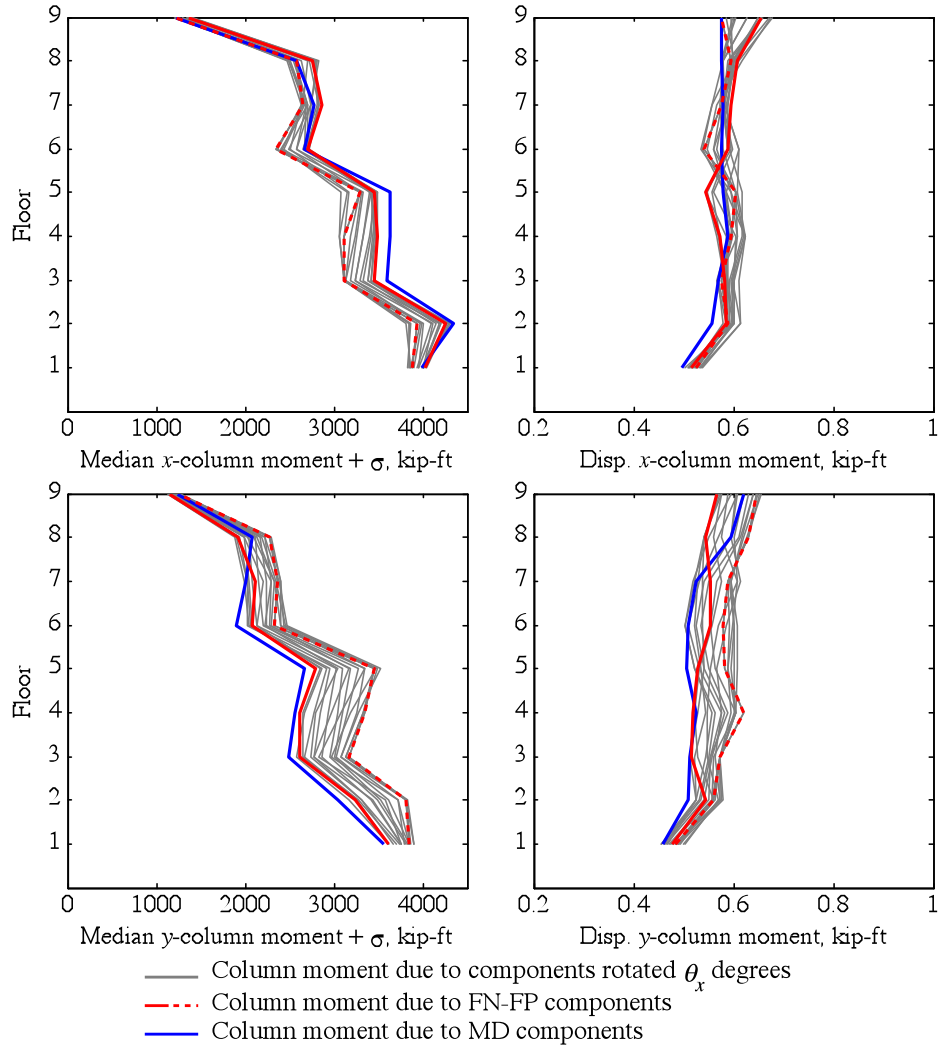 9
8
7
6
5
4
3
2
1
Floor
0 1000 2000 3000 4000
Median x-column moment + σ, kip-ft
0.2 0.4 0.6 0.8 1
Disp. x-column moment, kip-ft
9
8
7
6
5
4
3
2
1
Floor
0 1000 2000 3000 4000
Median y-column moment + σ, kip-ft
0.2 0.4 0.6 0.8 1
Disp. y-column moment, kip-ft
Column moment due to components rotated θx degrees
Column moment due to FN-FP components
Column moment due to MD components